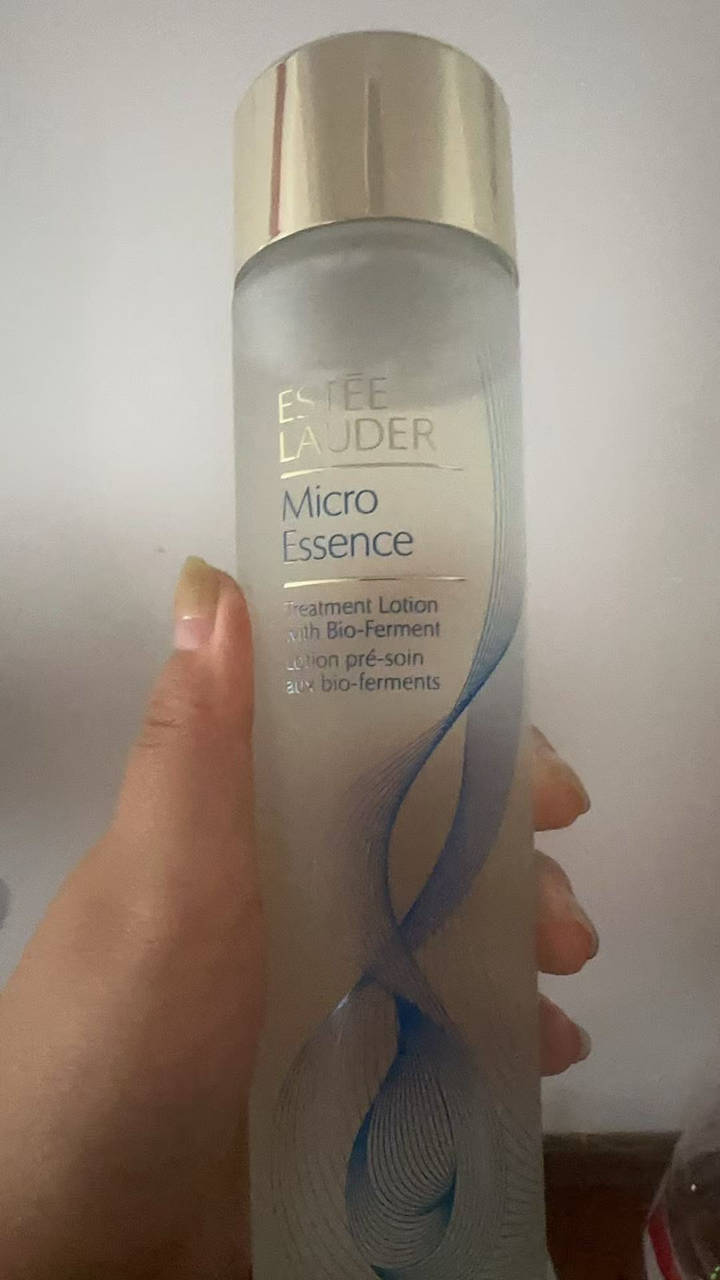 ESTĒE
LAUDER
Micro
Essence
Treatment Lotion
with Bio-Ferment
Lotion pré-soin
aux bio-ferments